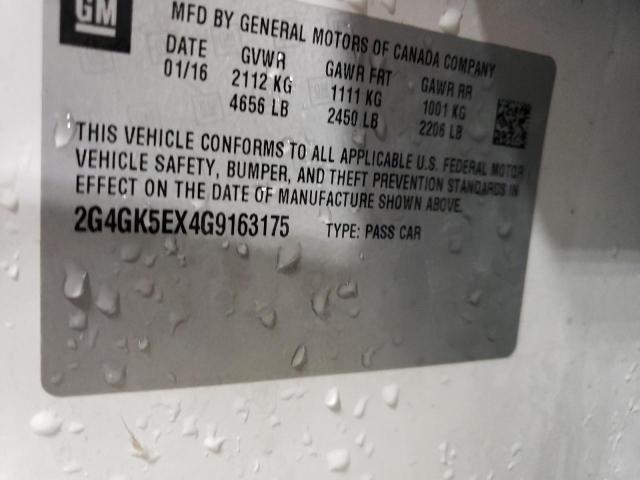 GM
MFD BY GENERAL MOTORS OF CANADA COMPANY
DATE GVWR GAWR FRT GAWR RR
01/16 2112 KG 1111 KG 1001 KG
4656 LB 2450 LB 2206 LB
THIS VEHICLE CONFORMS TO ALL APPLICABLE U.S. FEDERAL MOTOR
VEHICLE SAFETY, BUMPER, AND THEFT PREVENTION STANDARDS IN
EFFECT ON THE DATE OF MANUFACTURE SHOWN ABOVE.
2G4GK5EX4G9163175 TYPE: PASS CAR